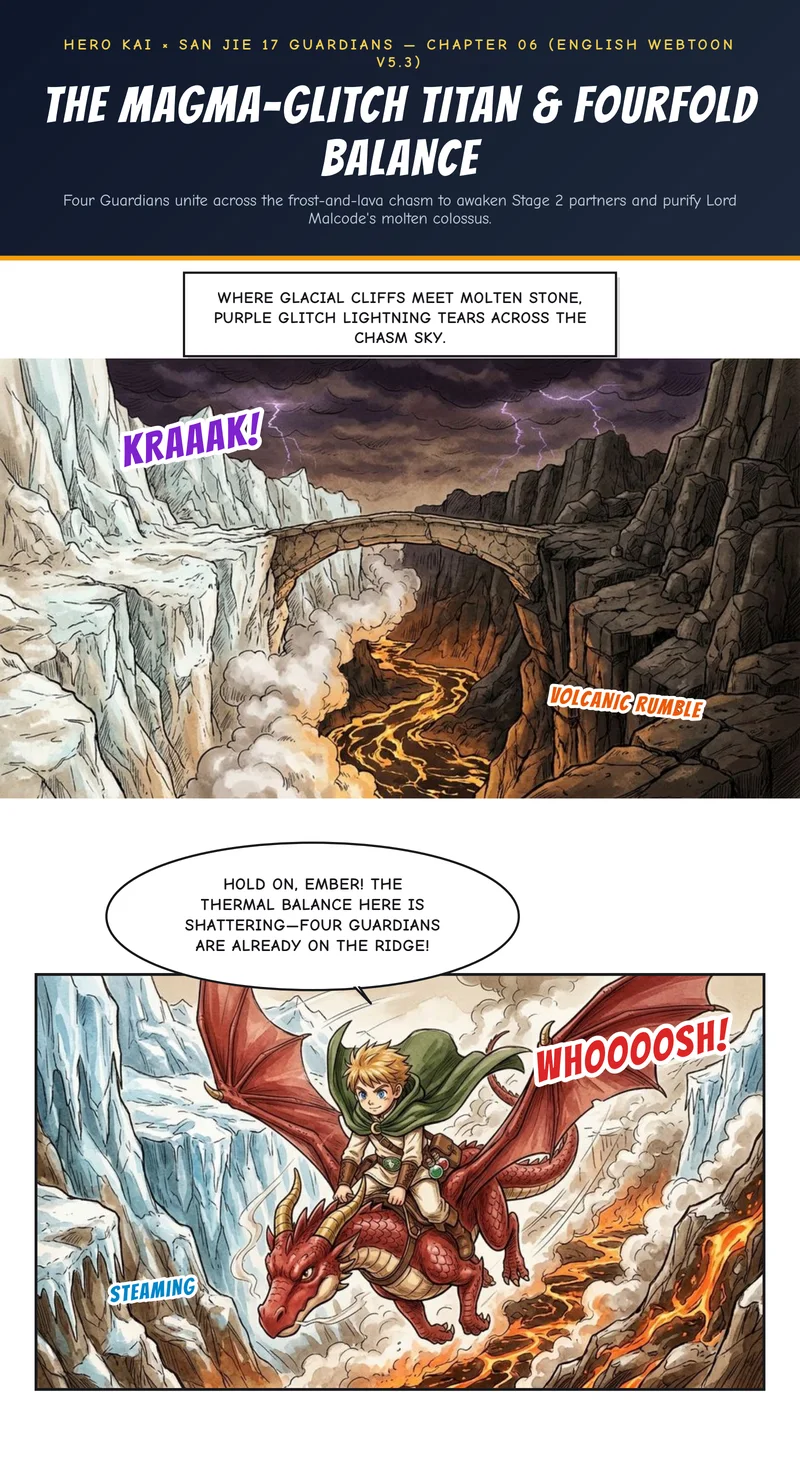 HERO KAI × SAN JIE 17 GUARDIANS — CHAPTER 06 (ENGLISH WEBTOON
V5.3)
THE MAGMA-GLITCH TITAN & FOURFOLD
BALANCE
Four Guardians unite across the frost-and-lava chasm to awaken Stage 2 partners and purify Lord
Malcode's molten colossus.
WHERE GLACIAL CLIFFS MEET MOLTEN STONE,
PURPLE GLITCH LIGHTNING TEARS ACROSS THE
CHASM SKY.
KRAAAK!
VOLCANIC RUMBLE
HOLD ON, EMBER! THE
THERMAL BALANCE HERE IS
SHATTERING—FOUR GUARDIANS
ARE ALREADY ON THE RIDGE!
WHOOOOSH!
STEAMING